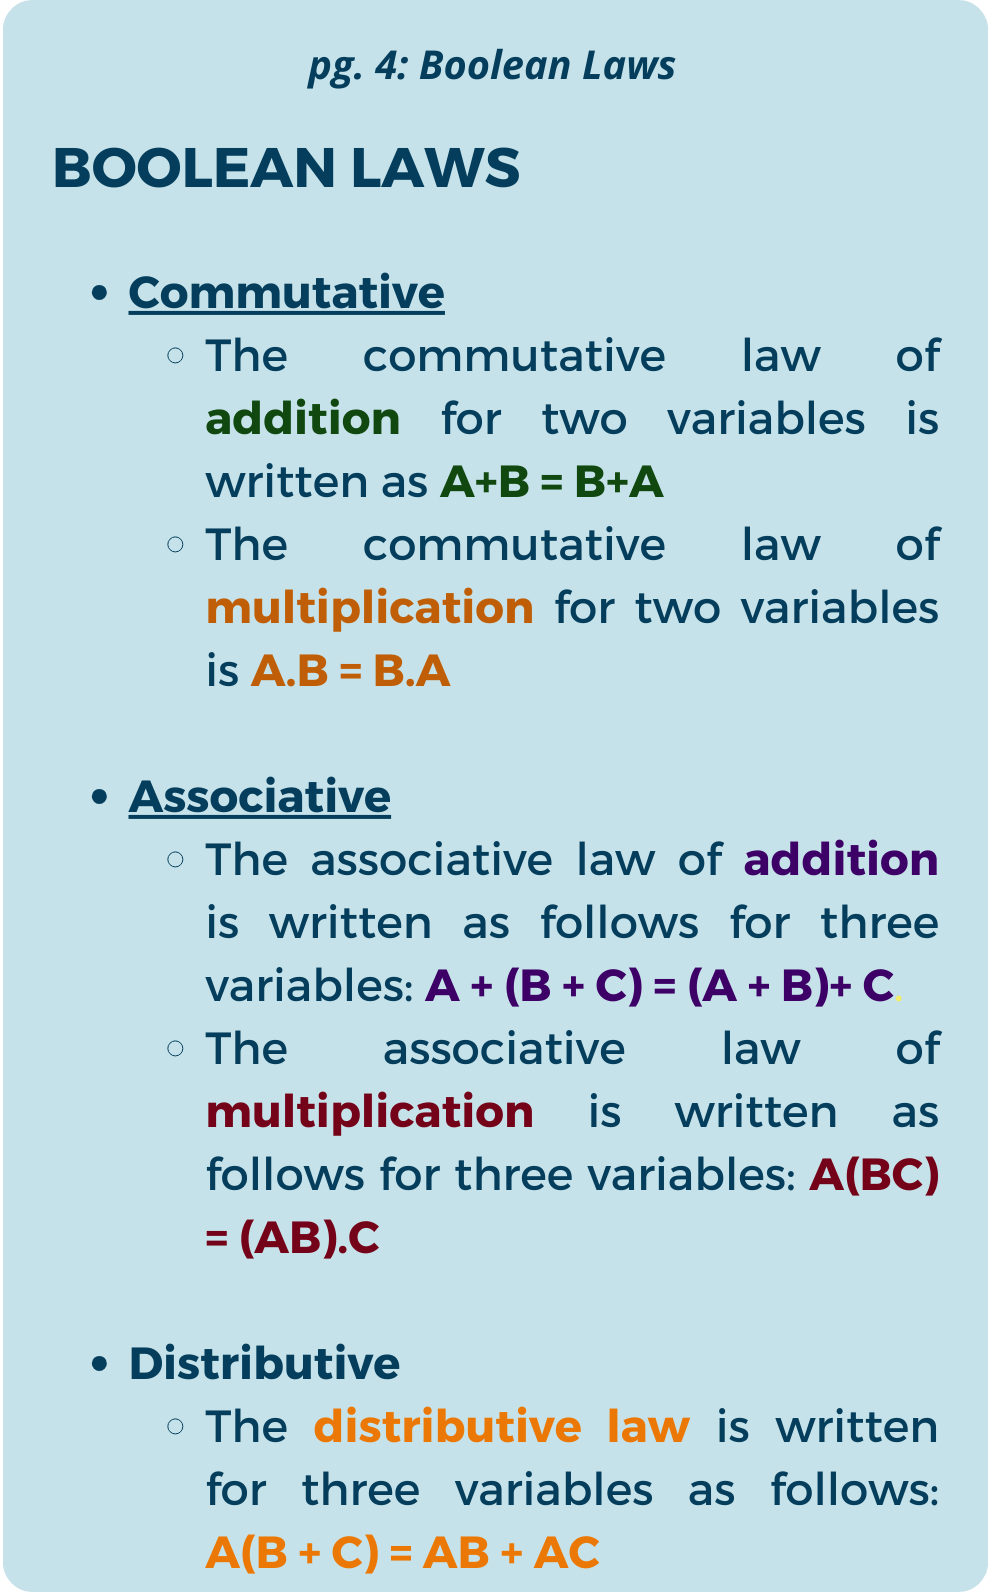 pg. 4: Boolean Laws
BOOLEAN LAWS
• Commutative
○ The commutative law of
addition for two variables is
written as A+B = B+A
○ The commutative law of
multiplication for two variables
is A.B = B.A
• Associative
○ The associative law of addition
is written as follows for three
variables: A + (B + C) = (A + B)+ C.
○ The associative law of
multiplication is written as
follows for three variables: A(BC)
= (AB).C
• Distributive
○ The distributive law is written
for three variables as follows:
A(B + C) = AB + AC